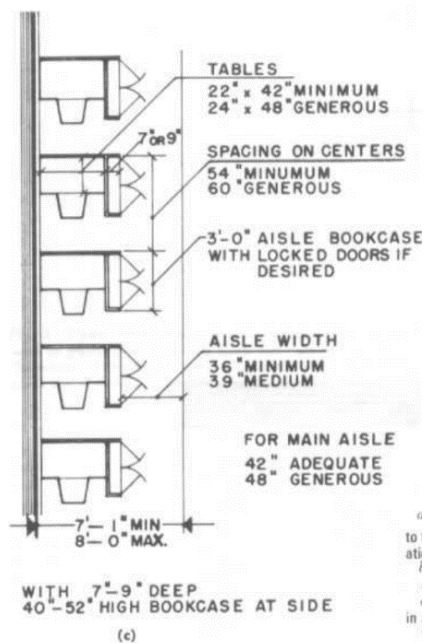 TABLES
22" x 42" MINIMUM
24" x 48" GENEROUS
7" OR 9"
SPACING ON CENTERS
54" MINUMUM
60" GENEROUS
3'-0" AISLE BOOKCASE
WITH LOCKED DOORS IF
DESIRED
AISLE WIDTH
36" MINIMUM
39" MEDIUM
FOR MAIN AISLE
42" ADEQUATE
48" GENEROUS
7'-1" MIN
8'-0" MAX.
WITH 7"-9" DEEP
40"-52" HIGH BOOKCASE AT SIDE
(c)
to
in